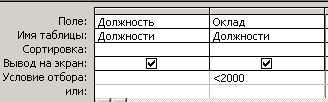 Поле: Должность Оклад
Имя таблицы: Должности Должности
Сортировка:
Вывод на экран:
Условие отбора: <2000
или: